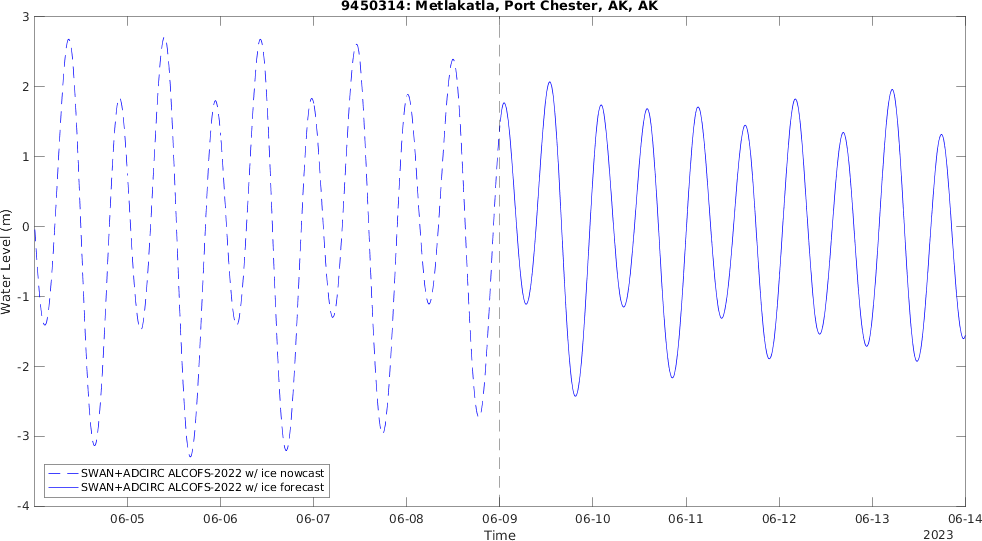 9450314: Metlakatla, Port Chester, AK, AK
3
2
1
0
-1
-2
-3
-4
Water Level (m)
SWAN+ADCIRC ALCOFS-2022 w/ ice nowcast
SWAN+ADCIRC ALCOFS-2022 w/ ice forecast
06-05 06-06 06-07 06-08 06-09 06-10 06-11 06-12 06-13 06-14
Time
2023